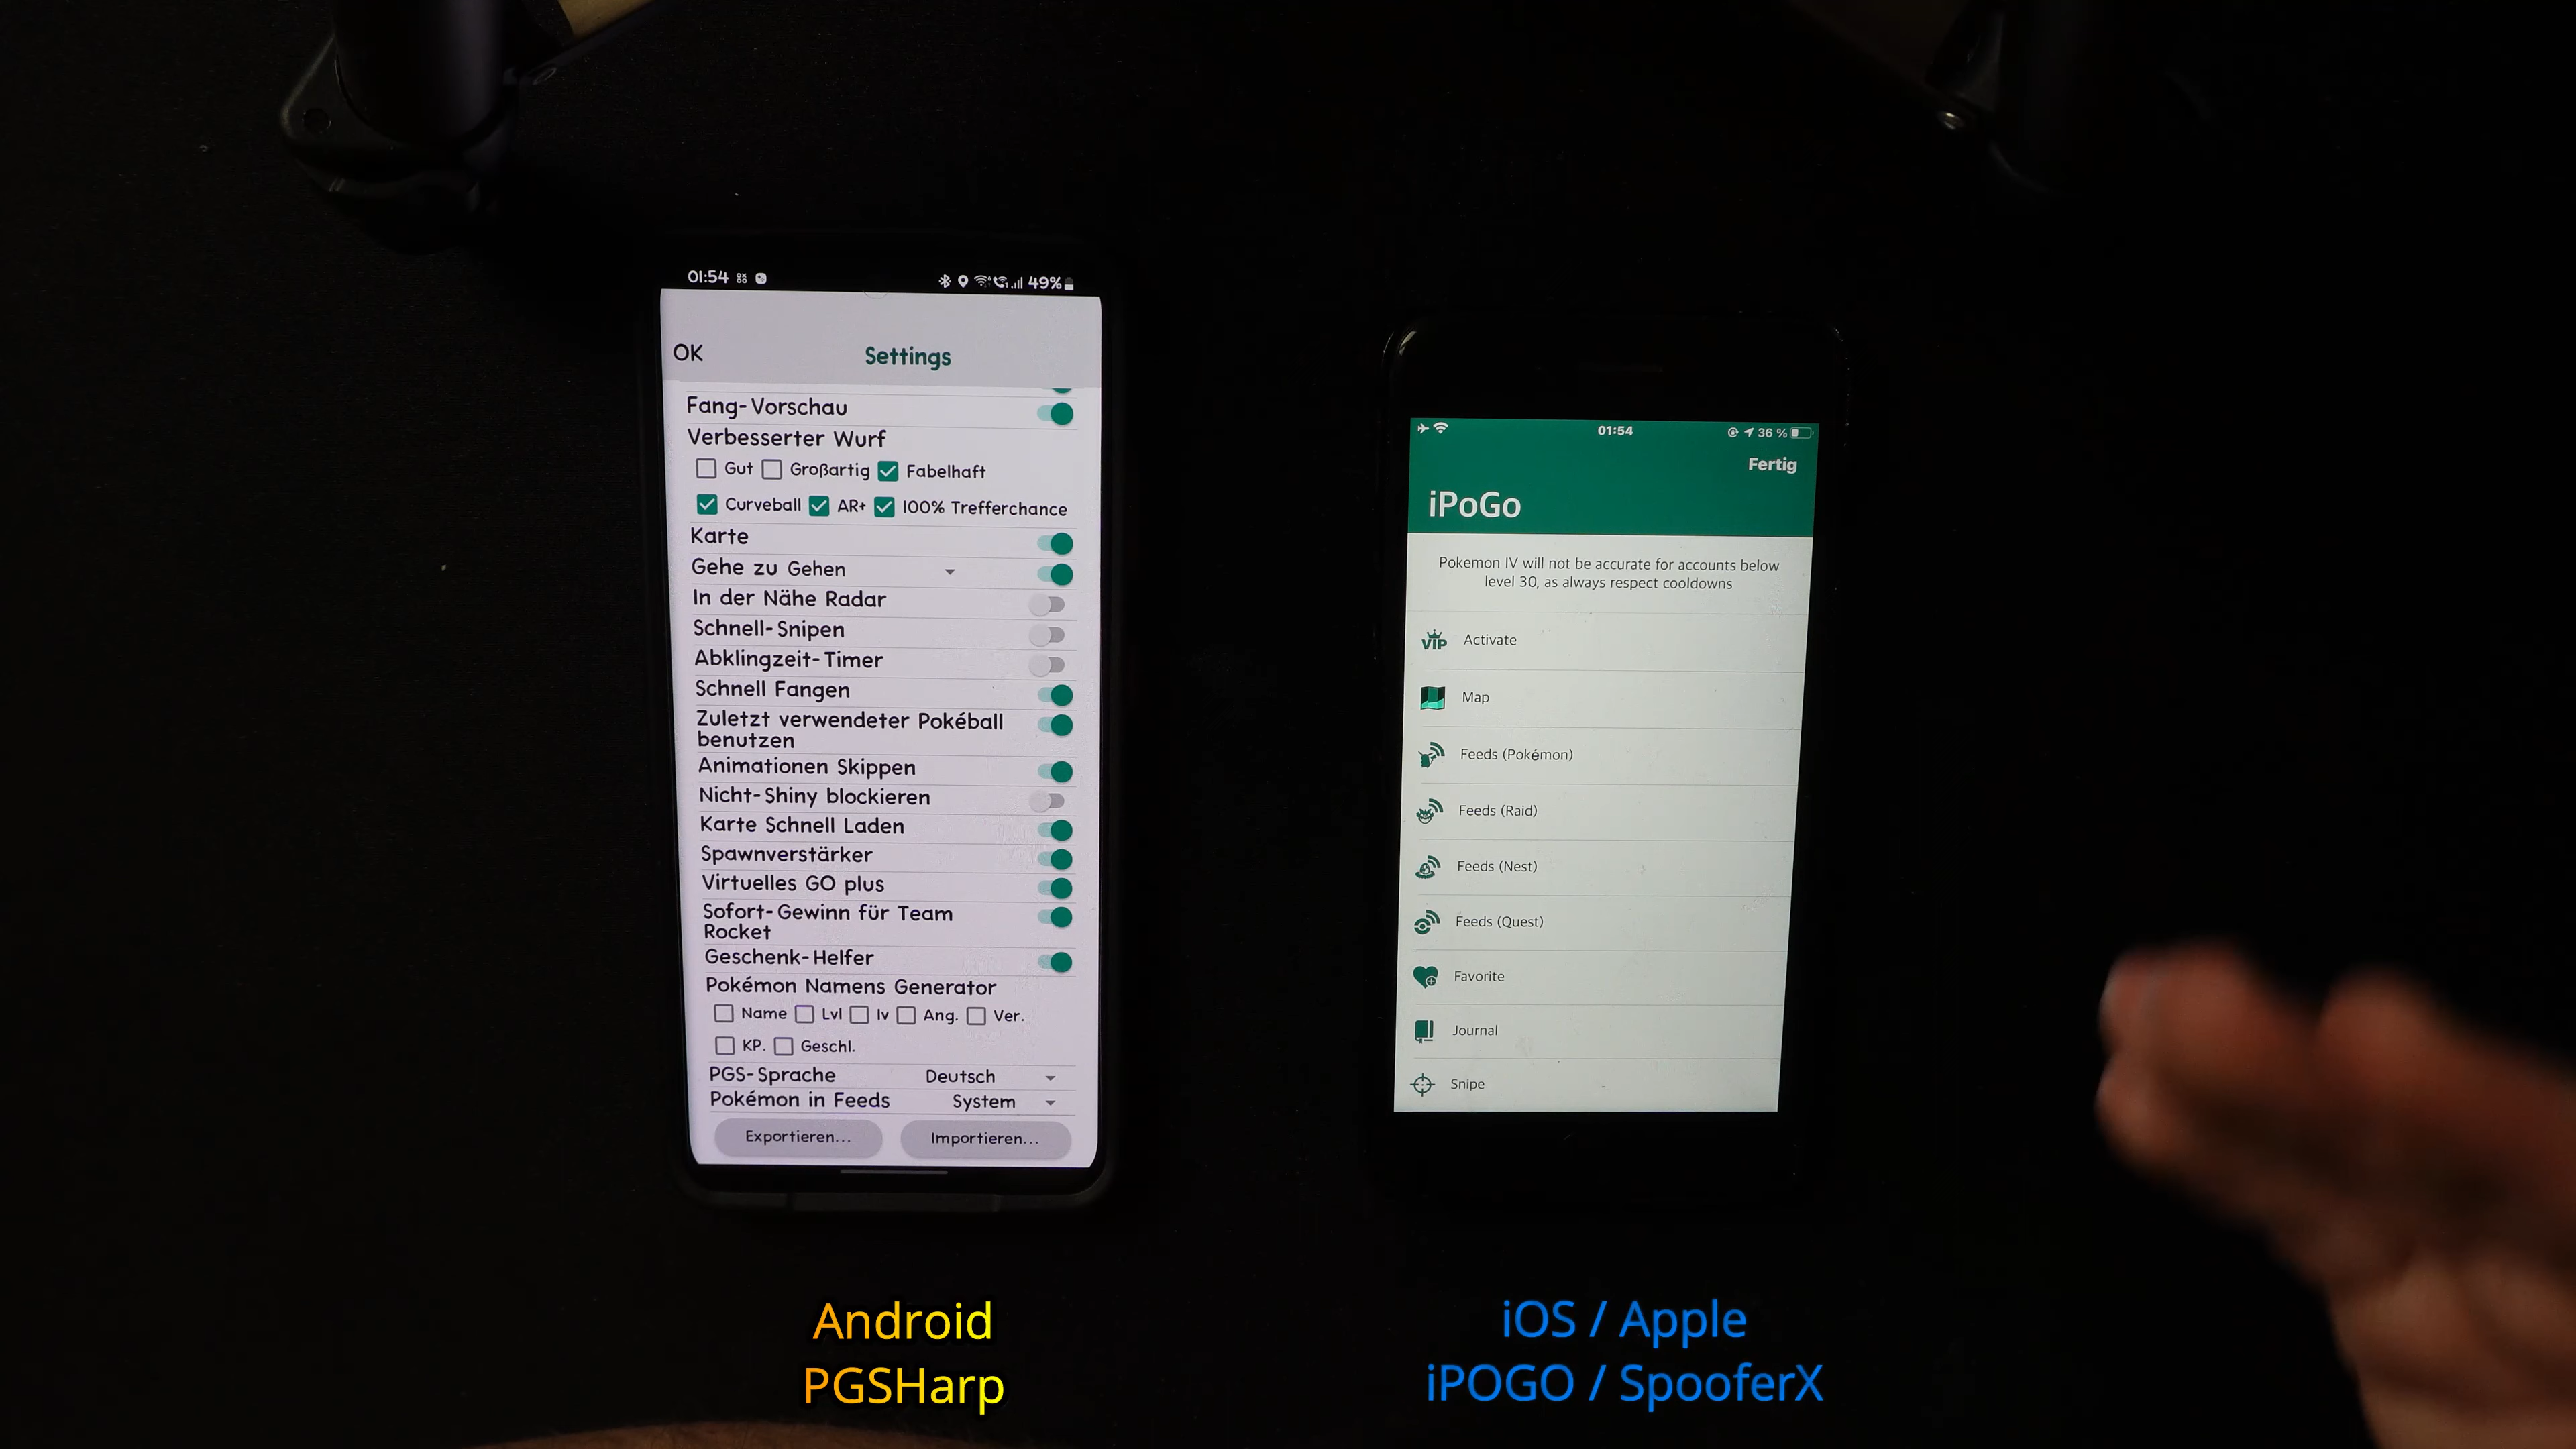 01:54
49%
OK
Settings
Fang-Vorschau
Verbesserter Wurf
Gut Großartig Fabelhaft
Curveball AR+ 100% Trefferchance
Karte
Gehe zu Gehen
In der Nähe Radar
Schnell-Snipen
Abklingzeit-Timer
Schnell Fangen
Zuletzt verwendeter Pokéball
benutzen
Animationen Skippen
Nicht-Shiny blockieren
Karte Schnell Laden
Spawnverstärker
Virtuelles GO plus
Sofort-Gewinn für Team
Rocket
Geschenk-Helfer
Pokémon Namens Generator
Name Lvl Iv Ang. Ver.
KP. Geschl.
PGS-Sprache Deutsch
Pokémon in Feeds System
Exportieren... Importieren...
01:54
36 %
Fertig
iPoGo
Pokemon IV will not be accurate for accounts below
level 30, as always respect cooldowns
VIP Activate
Map
Feeds (Pokémon)
Feeds (Raid)
Feeds (Nest)
Feeds (Quest)
Favorite
Journal
Snipe
Android
PGSHarp
iOS / Apple
iPOGO / SpooferX